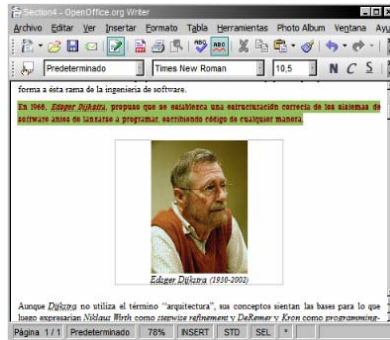 Section4 - OpenOffice.org Writer
Archivo Editar Ver Insertar Formato Tabla Herramientas Photo Album Ventana Ayu
Predeterminado Times New Roman 10,5 N C S
forma a ésta rama de la ingeniería de software.
En 1968, Edsger Dijkstra, propuso que se establezca una estructuración correcta de los sistemas de
software antes de lanzarse a programar, escribiendo código de cualquier manera.
Edsger Dijkstra (1930-2002)
Aunque Dijkstra no utiliza el término "arquitectura", sus conceptos sientan las bases para lo que
luego expresarían Niklaus Wirth como stepwise refinement y DeRemer y Kron como programming-
Página 1 / 1 Predeterminado 78% INSERT STD SEL *